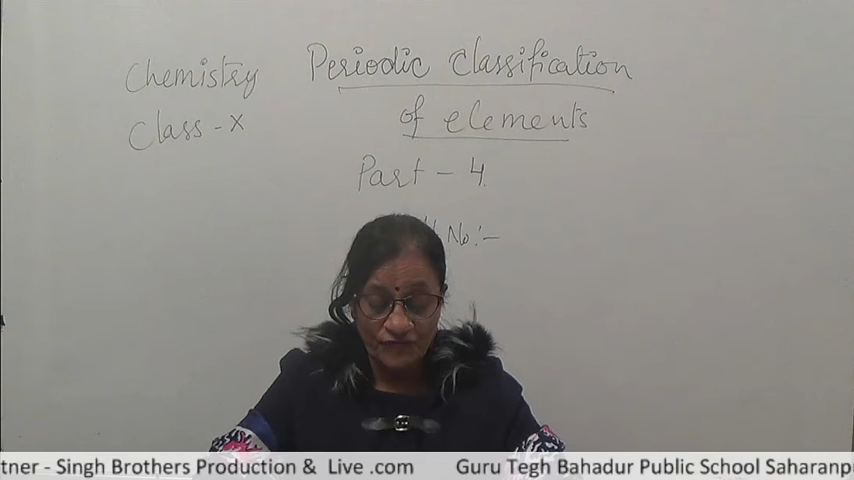 Chemistry Periodic Classification
Class - X of elements
Part - 4
No:-
tner - Singh Brothers Production & Live .com Guru Tegh Bahadur Public School Saharanp